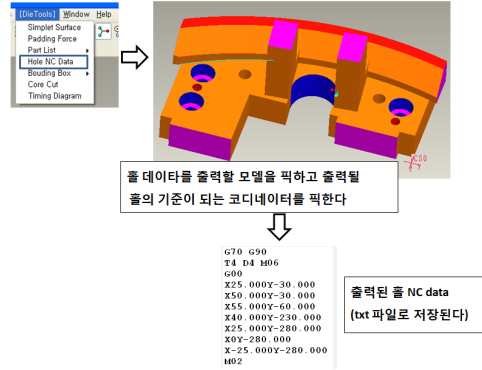 [DieTools] Window Help
Simplet Surface
Padding Force
Part List
Hole NC Data
Bouding Box
Core Cut
Timing Diagram
CS0
홀 데이타를 출력할 모델을 픽하고 출력될
홀의 기준이 되는 코디네이터를 픽한다
G70 G90
T4 D4 M06
G00
X25.000Y-30.000
X50.000Y-30.000
X55.000Y-60.000
X40.000Y-230.000
X25.000Y-280.000
X0Y-280.000
X-25.000Y-280.000
M02
출력된 홀 NC data
(txt 파일로 저장된다)